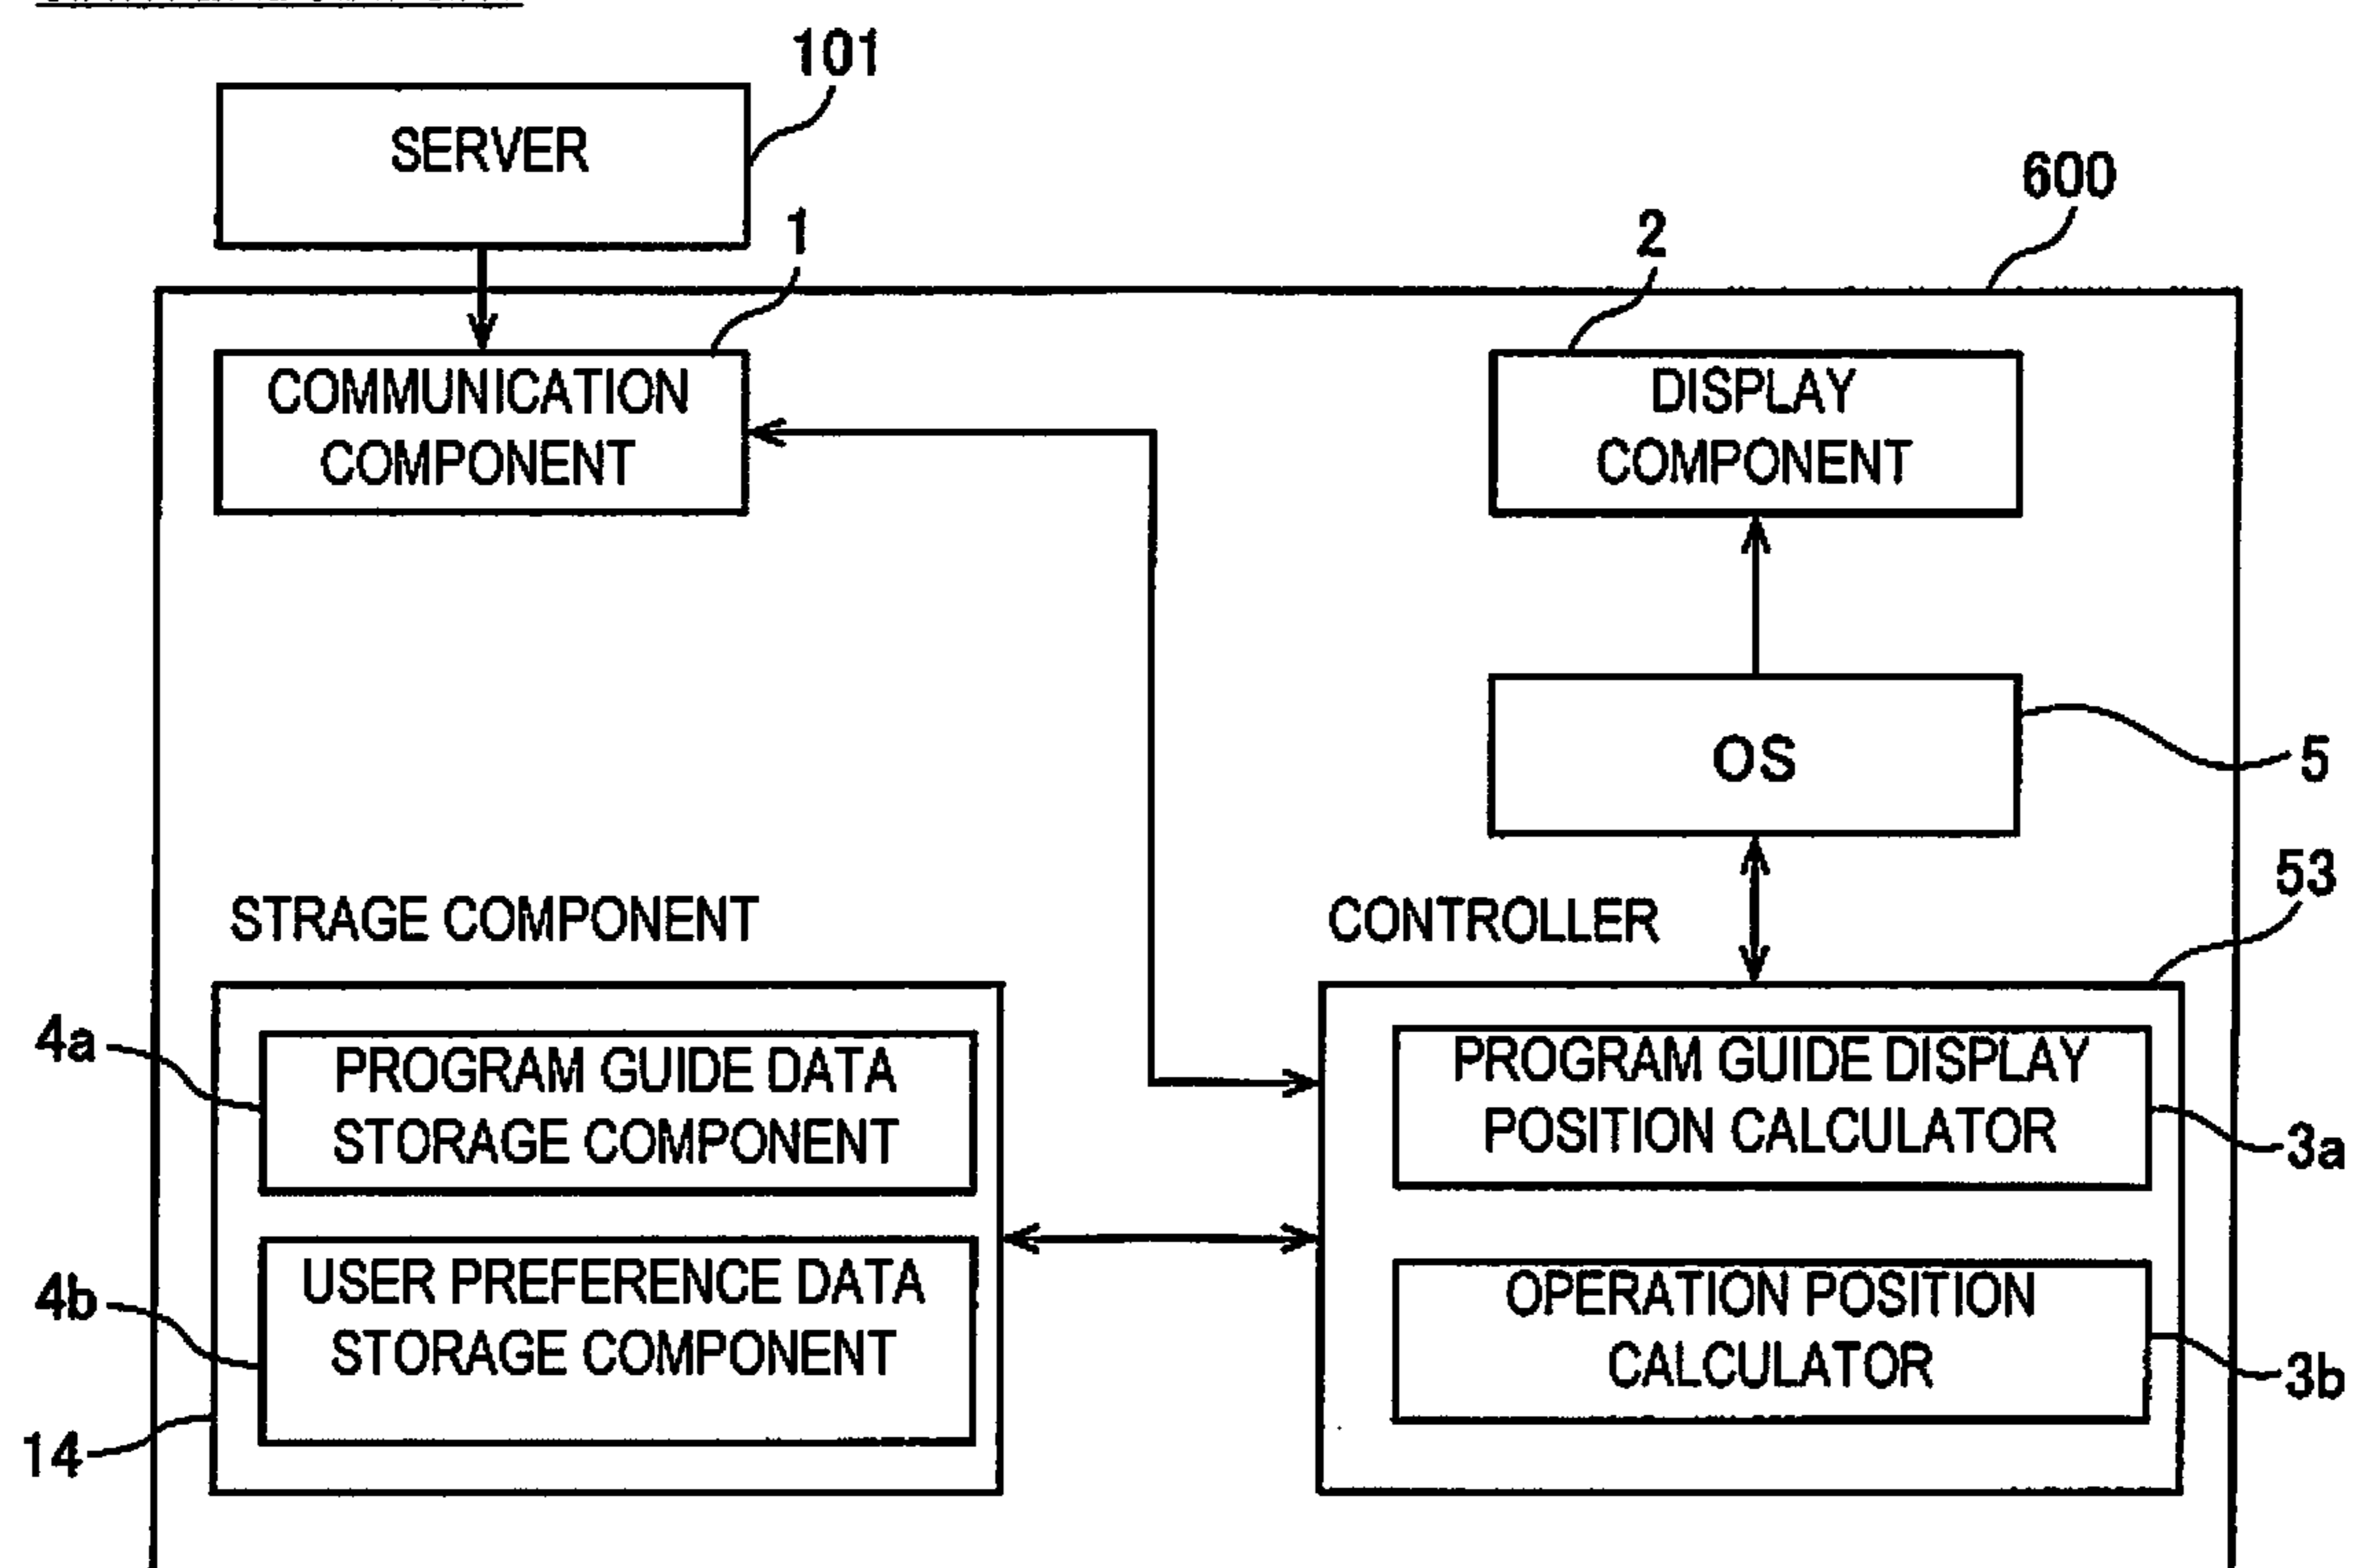 101
SERVER
600
1
2
COMMUNICATION
COMPONENT
DISPLAY
COMPONENT
OS
5
53
STRAGE COMPONENT
CONTROLLER
4a
PROGRAM GUIDE DATA
STORAGE COMPONENT
PROGRAM GUIDE DISPLAY
POSITION CALCULATOR
3a
4b
USER PREFERENCE DATA
STORAGE COMPONENT
OPERATION POSITION
CALCULATOR
3b
14